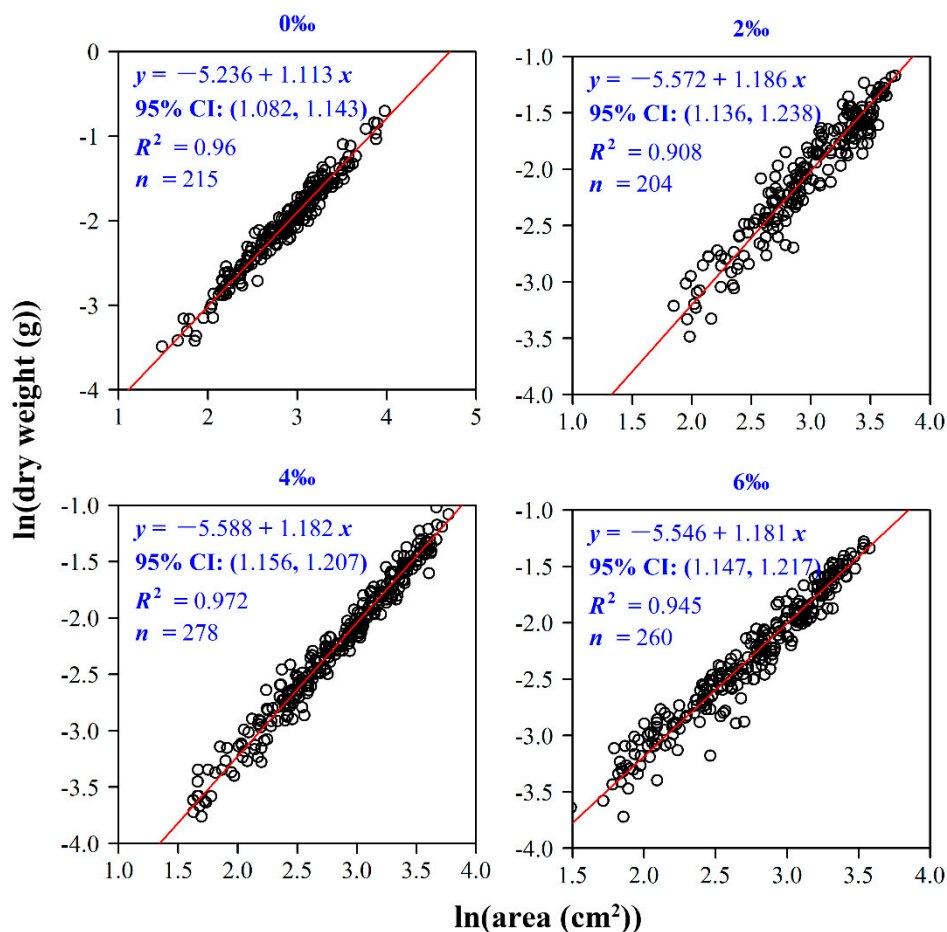 0‰
y = −5.236 + 1.113 x
95% CI: (1.082, 1.143)
R² = 0.96
n = 215
0
-1
-2
-3
-4
1 2 3 4 5
2‰
y = −5.572 + 1.186 x
95% CI: (1.136, 1.238)
R² = 0.908
n = 204
-1.0
-1.5
-2.0
-2.5
-3.0
-3.5
-4.0
1.0 1.5 2.0 2.5 3.0 3.5 4.0
ln(dry weight (g))
4‰
y = −5.588 + 1.182 x
95% CI: (1.156, 1.207)
R² = 0.972
n = 278
-1.0
-1.5
-2.0
-2.5
-3.0
-3.5
-4.0
1.0 1.5 2.0 2.5 3.0 3.5 4.0
6‰
y = −5.546 + 1.181 x
95% CI: (1.147, 1.217)
R² = 0.945
n = 260
-1.0
-1.5
-2.0
-2.5
-3.0
-3.5
-4.0
1.5 2.0 2.5 3.0 3.5 4.0
ln(area (cm²))